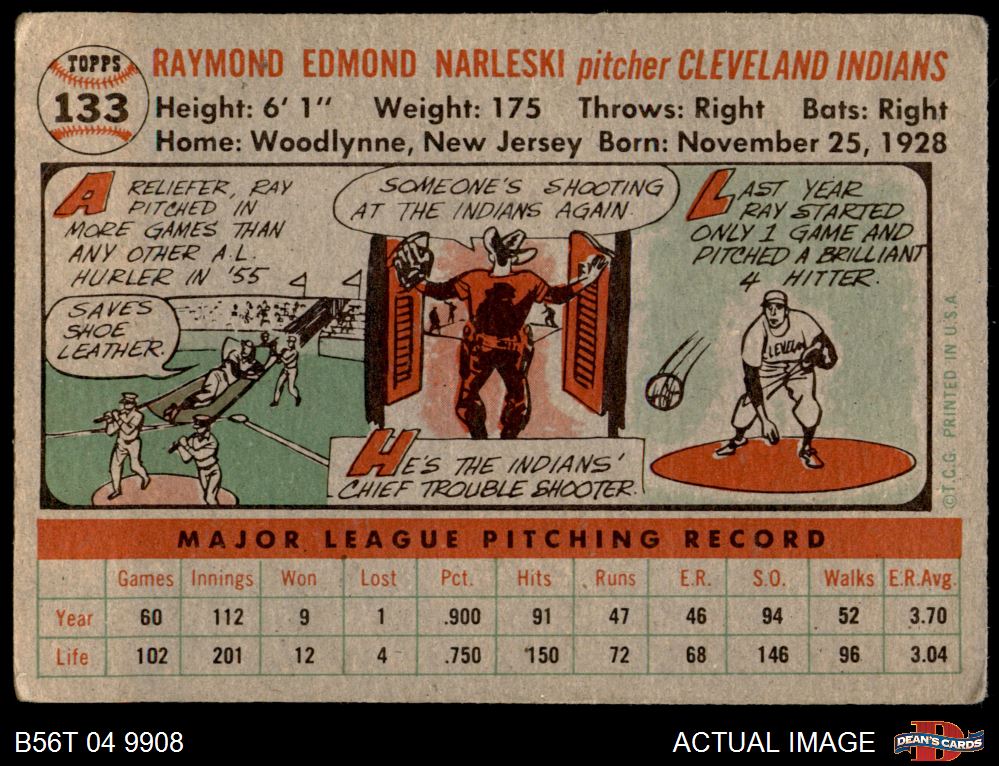 TOPPS
133
RAYMOND EDMOND NARLESKI pitcher CLEVELAND INDIANS
Height: 6' 1" Weight: 175 Throws: Right Bats: Right
Home: Woodlynne, New Jersey Born: November 25, 1928
A RELIEFER, RAY
PITCHED IN
MORE GAMES THAN
ANY OTHER A.L.
HURLER IN '55
SAVES
SHOE
LEATHER.
SOMEONE'S SHOOTING
AT THE INDIANS AGAIN.
HE'S THE INDIANS'
CHIEF TROUBLE SHOOTER.
LAST YEAR
RAY STARTED
ONLY 1 GAME AND
PITCHED A BRILLIANT
4 HITTER.
LEVELAN
©T.C.G. PRINTED IN U.S.A
MAJOR LEAGUE PITCHING RECORD
Games Innings Won Lost Pct. Hits Runs E.R. S.O. Walks E.R.Avg.
Year 60 112 9 1 .900 91 47 46 94 52 3.70
Life 102 201 12 4 .750 150 72 68 146 96 3.04
B56T 04 9908
ACTUAL IMAGE
DEAN'S CARDS